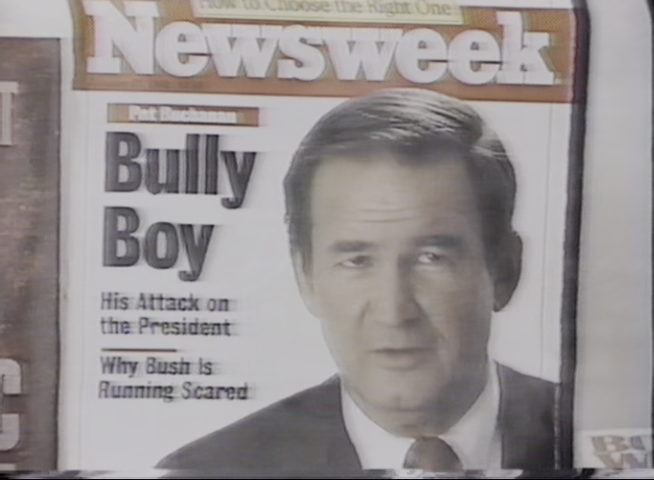 How to Choose the Right One
Newsweek
Pat Buchanan
Bully
Boy
His Attack on
the President
Why Bush Is
Running Scared